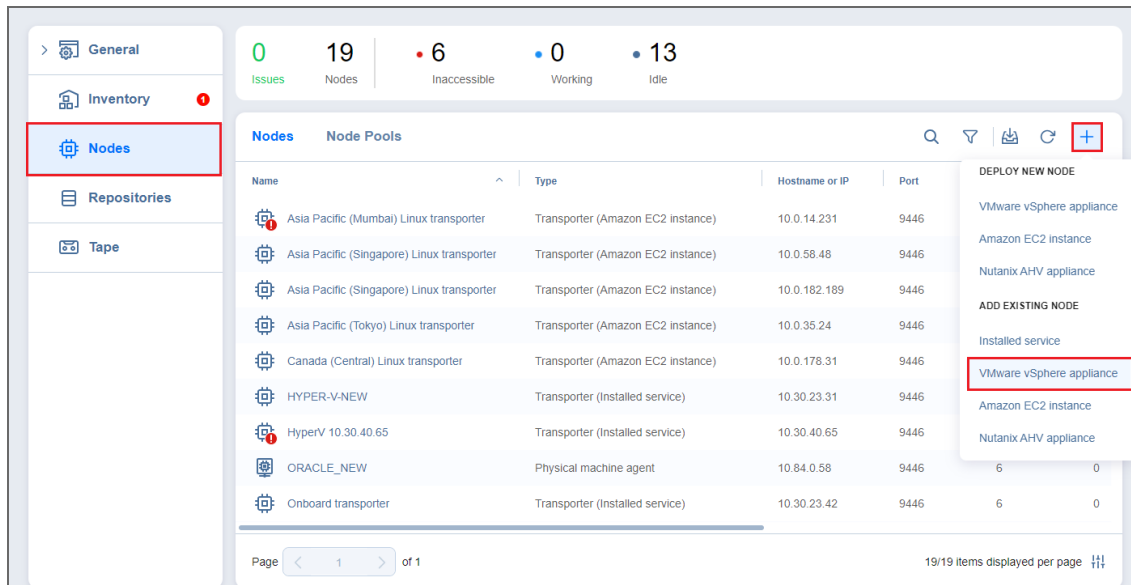 General
Inventory 1
Nodes
Repositories
Tape
0 19 6 0 13
Issues Nodes Inaccessible Working Idle
Nodes Node Pools
Name Type Hostname or IP Port
Asia Pacific (Mumbai) Linux transporter Transporter (Amazon EC2 instance) 10.0.14.231 9446
Asia Pacific (Singapore) Linux transporter Transporter (Amazon EC2 instance) 10.0.58.48 9446
Asia Pacific (Singapore) Linux transporter Transporter (Amazon EC2 instance) 10.0.182.189 9446
Asia Pacific (Tokyo) Linux transporter Transporter (Amazon EC2 instance) 10.0.35.24 9446
Canada (Central) Linux transporter Transporter (Amazon EC2 instance) 10.0.178.31 9446
HYPER-V-NEW Transporter (Installed service) 10.30.23.31 9446
HyperV 10.30.40.65 Transporter (Installed service) 10.30.40.65 9446
ORACLE_NEW Physical machine agent 10.84.0.58 9446 6 0
Onboard transporter Transporter (Installed service) 10.30.23.42 9446 6 0
DEPLOY NEW NODE
VMware vSphere appliance
Amazon EC2 instance
Nutanix AHV appliance
ADD EXISTING NODE
Installed service
VMware vSphere appliance
Amazon EC2 instance
Nutanix AHV appliance
Page 1 of 1 19/19 items displayed per page